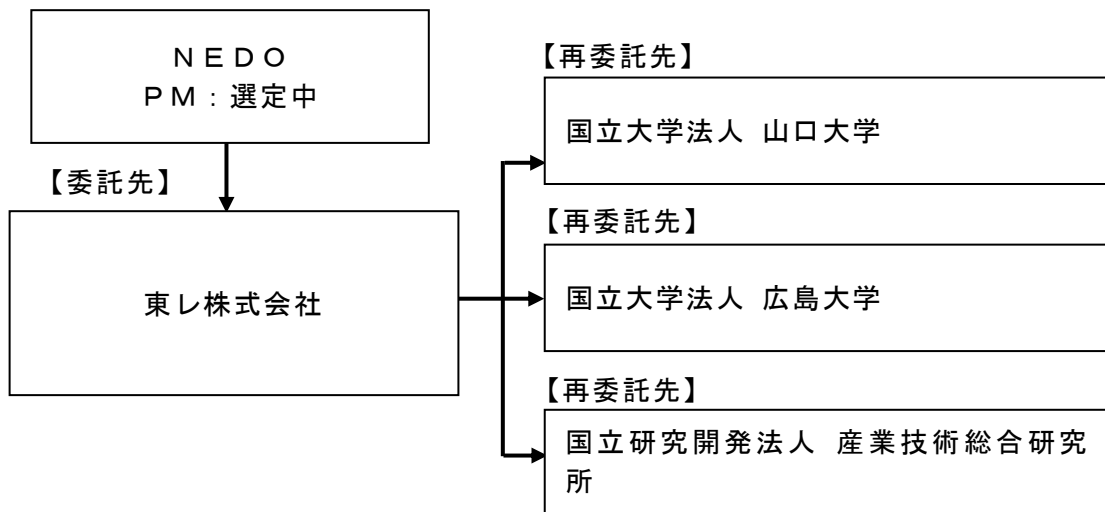 ＮＥＤＯ
ＰＭ：選定中
【委託先】
東レ株式会社
【再委託先】
国立大学法人 山口大学
【再委託先】
国立大学法人 広島大学
【再委託先】
国立研究開発法人 産業技術総合研究
所